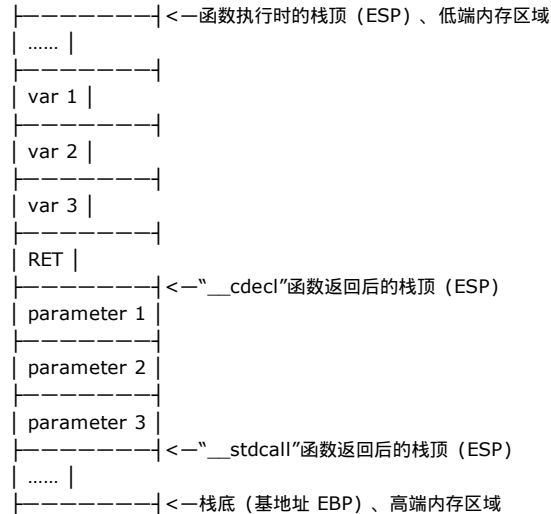 ├———————┤<—函数执行时的栈顶（ESP）、低端内存区域
│ …… │
├———————┤
│ var 1 │
├———————┤
│ var 2 │
├———————┤
│ var 3 │
├———————┤
│ RET │
├———————┤<—“__cdecl”函数返回后的栈顶（ESP）
│ parameter 1 │
├———————┤
│ parameter 2 │
├———————┤
│ parameter 3 │
├———————┤<—“__stdcall”函数返回后的栈顶（ESP）
│ …… │
├———————┤<—栈底（基地址 EBP）、高端内存区域